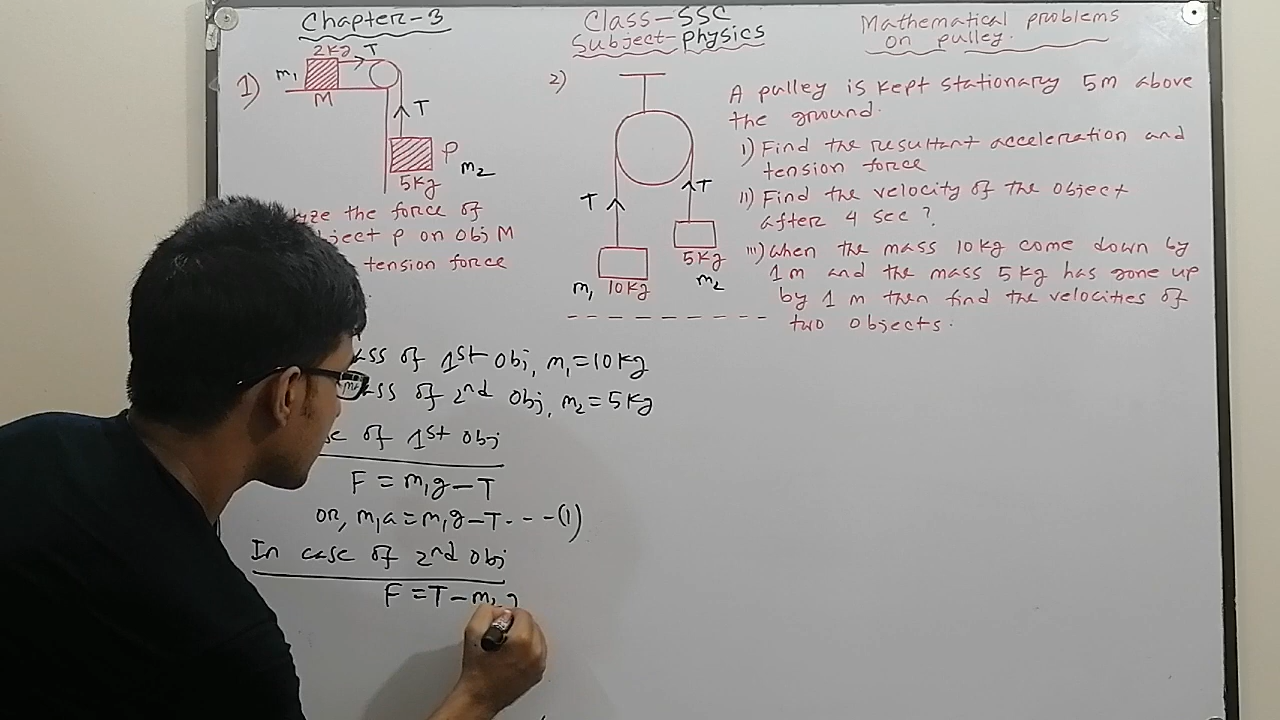 Chapter-3
Class-SSC
Subject-Physics
Mathematical problems
on pulley.
1)
2kg
T
m1
M
T
P
m2
5kg
the force of
P on Obj M
tension force
2)
T
T
5kg
m2
m1 10kg
A pulley is kept stationary 5m above
the ground.
i) Find the resultant acceleration and
tension force
ii) Find the velocity of the object
after 4 sec?
iii) When the mass 10kg come down by
1m and the mass 5kg has gone up
by 1m then find the velocities of
two objects.
of 1st Obj, m1=10kg
of 2nd Obj, m2=5kg
of 1st Obj
F = m1g-T
or, m1a=m1g-T---(1)
In case of 2nd Obj
F=T-